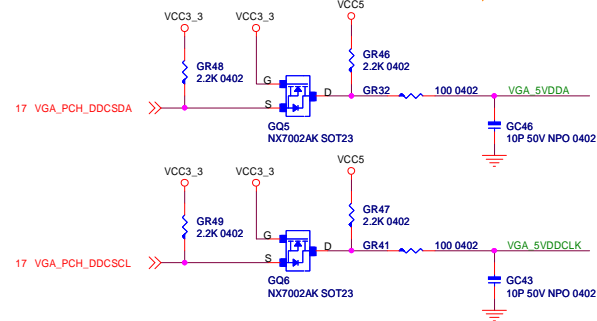 VCC5
VCC3_3 VCC3_3
GR48
2.2K 0402
GR46
2.2K 0402
G
D GR32 100 0402 VGA_5VDDA
17 VGA_PCH_DDCSDA S
GQ5
NX7002AK SOT23
GC46
10P 50V NPO 0402
VCC3_3 VCC3_3 VCC5
GR49
2.2K 0402
GR47
2.2K 0402
G
D GR41 100 0402 VGA_5VDDCLK
17 VGA_PCH_DDCSCL S
GQ6
NX7002AK SOT23
GC43
10P 50V NPO 0402